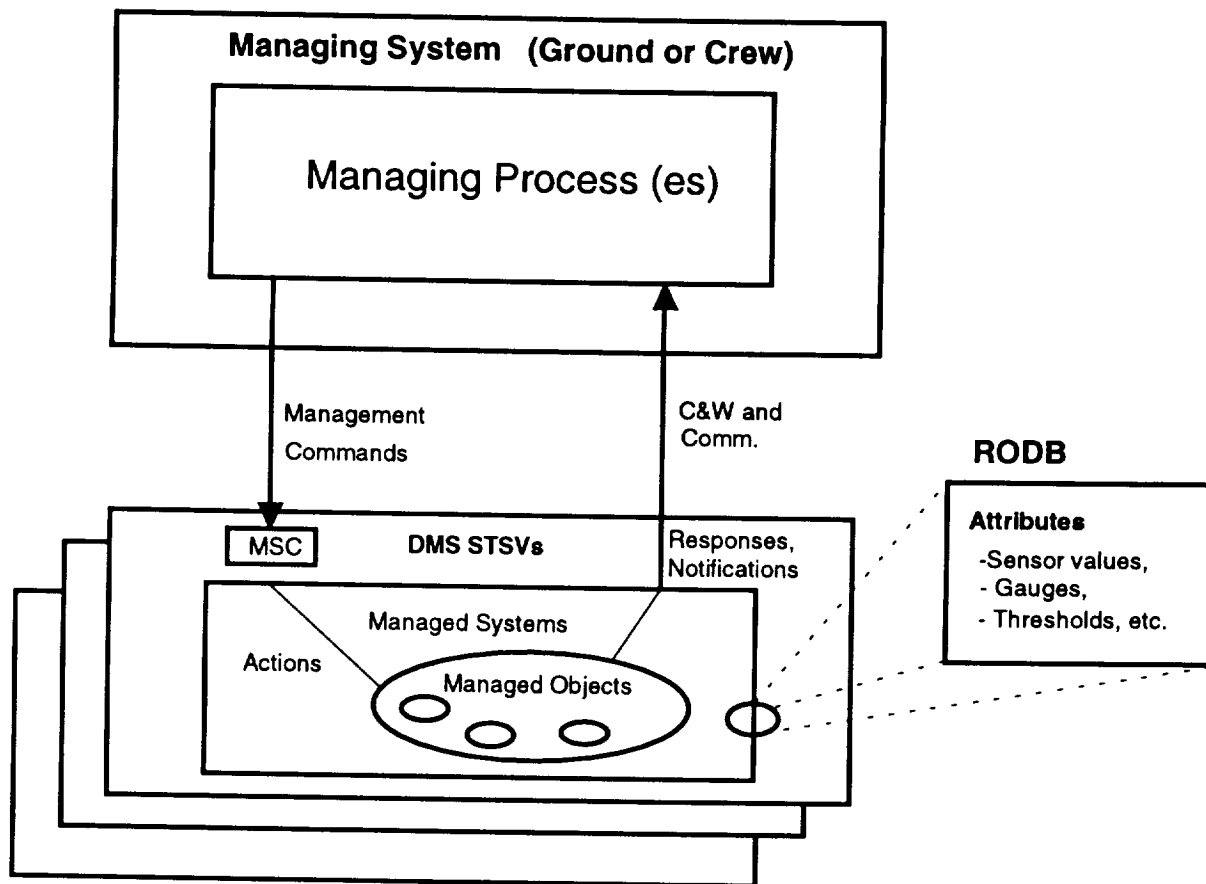 Managing System (Ground or Crew)
Managing Process (es)
Management
Commands
C&W and
Comm.
RODB
Attributes
-Sensor values,
- Gauges,
- Thresholds, etc.
MSC
DMS STSVs
Responses,
Notifications
Managed Systems
Actions
Managed Objects